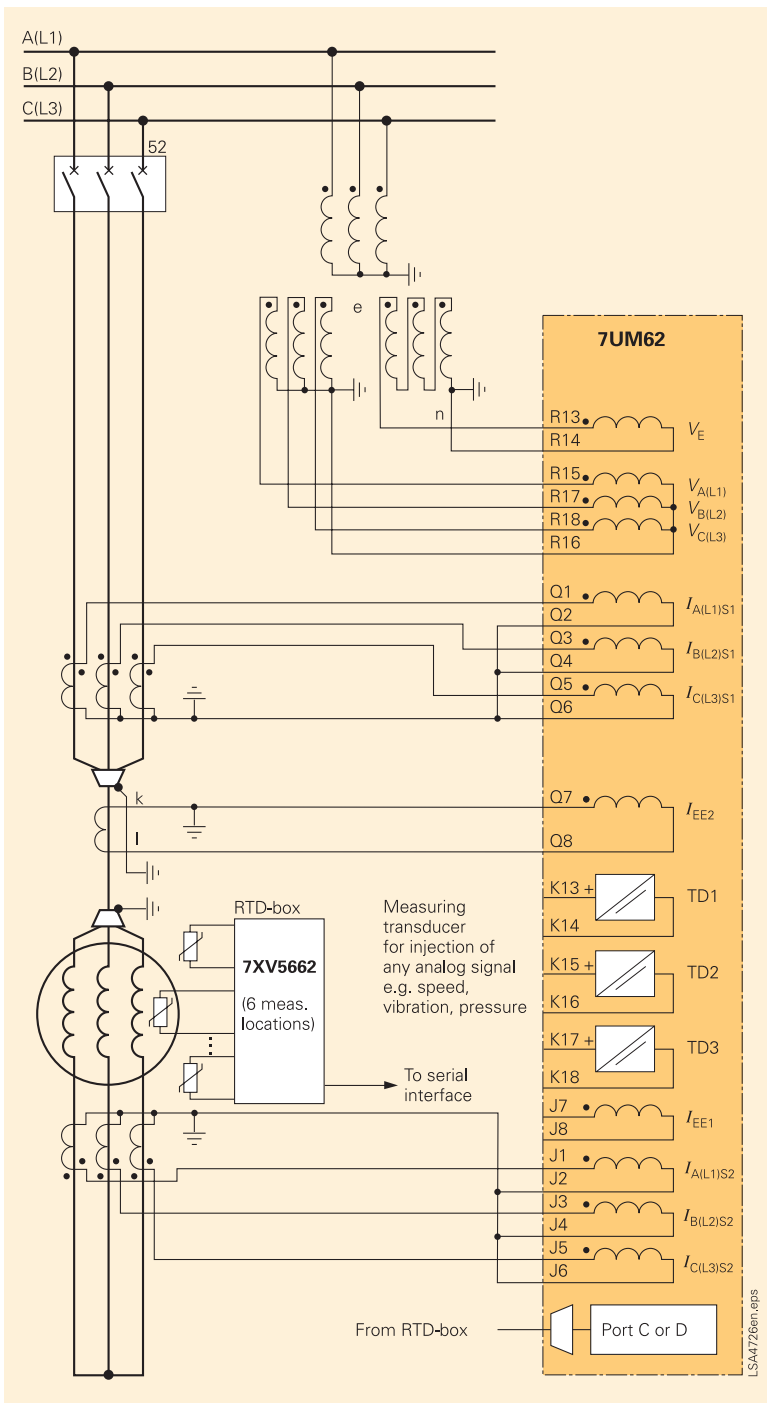 A(L1)
B(L2)
C(L3)
52
e
n
7UM62
R13
R14
VE
R15
R17
R18
R16
VA(L1)
VB(L2)
VC(L3)
Q1
Q2
IA(L1)S1
Q3
Q4
IB(L2)S1
Q5
Q6
IC(L3)S1
k
l
Q7
Q8
IEE2
K13 +
K14
TD1
K15 +
K16
TD2
K17 +
K18
TD3
RTD-box
7XV5662
(6 meas.
locations)
Measuring
transducer
for injection of
any analog signal
e.g. speed,
vibration, pressure
To serial
interface
J7
J8
IEE1
J1
J2
IA(L1)S2
J3
J4
IB(L2)S2
J5
J6
IC(L3)S2
From RTD-box
Port C or D
LSA4726en.eps